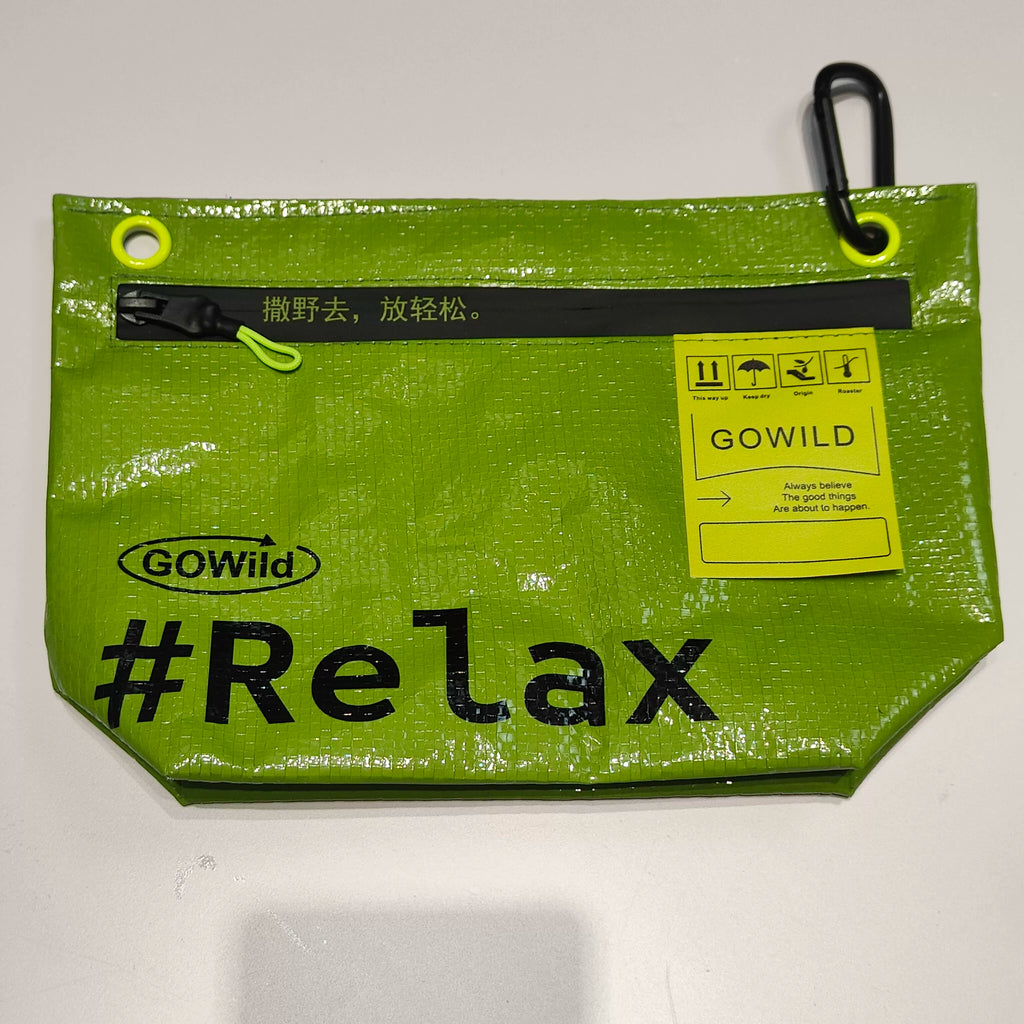 撒野去，放轻松。
This way up Keep dry Origin Roaster
GOWILD
Always believe
The good things
Are about to happen.
GOWild
#Relax